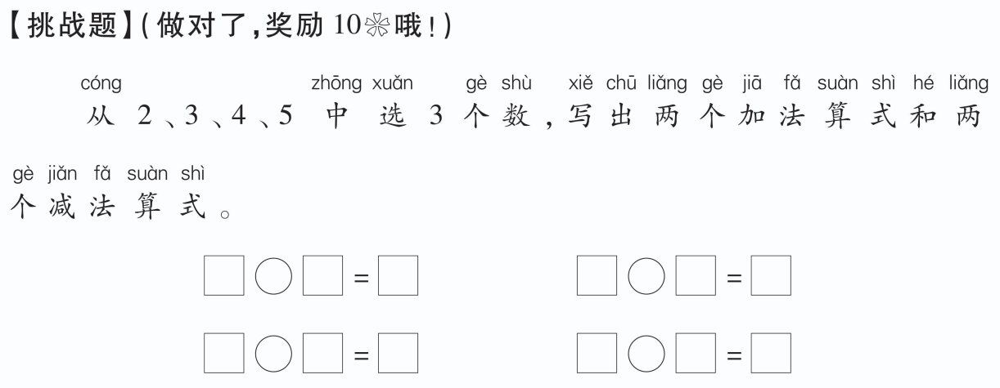 【挑战题】(做对了,奖励10❀哦!)
cóng zhōng xuǎn gè shù xiě chū liǎng gè jiā fǎ suàn shì hé liǎng
从 2、3、4、5 中 选 3 个 数 , 写 出 两 个 加 法 算 式 和 两
gè jiǎn fǎ suàn shì
个 减 法 算 式 。
□○□=□ □○□=□
□○□=□ □○□=□